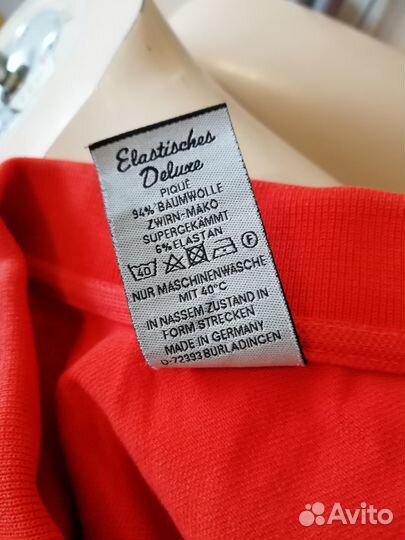 Elastisches
Deluxe
PIQUÉ
94% BAUMWOLLE
ZWIRN-MAKO
SUPERGEKÄMMT
6% ELASTAN
40 F
NUR MASCHINENWÄSCHE
MIT 40°C
IN NASSEM ZUSTAND IN
FORM STRECKEN
MADE IN GERMANY
D-72393 BURLADINGEN
Avito